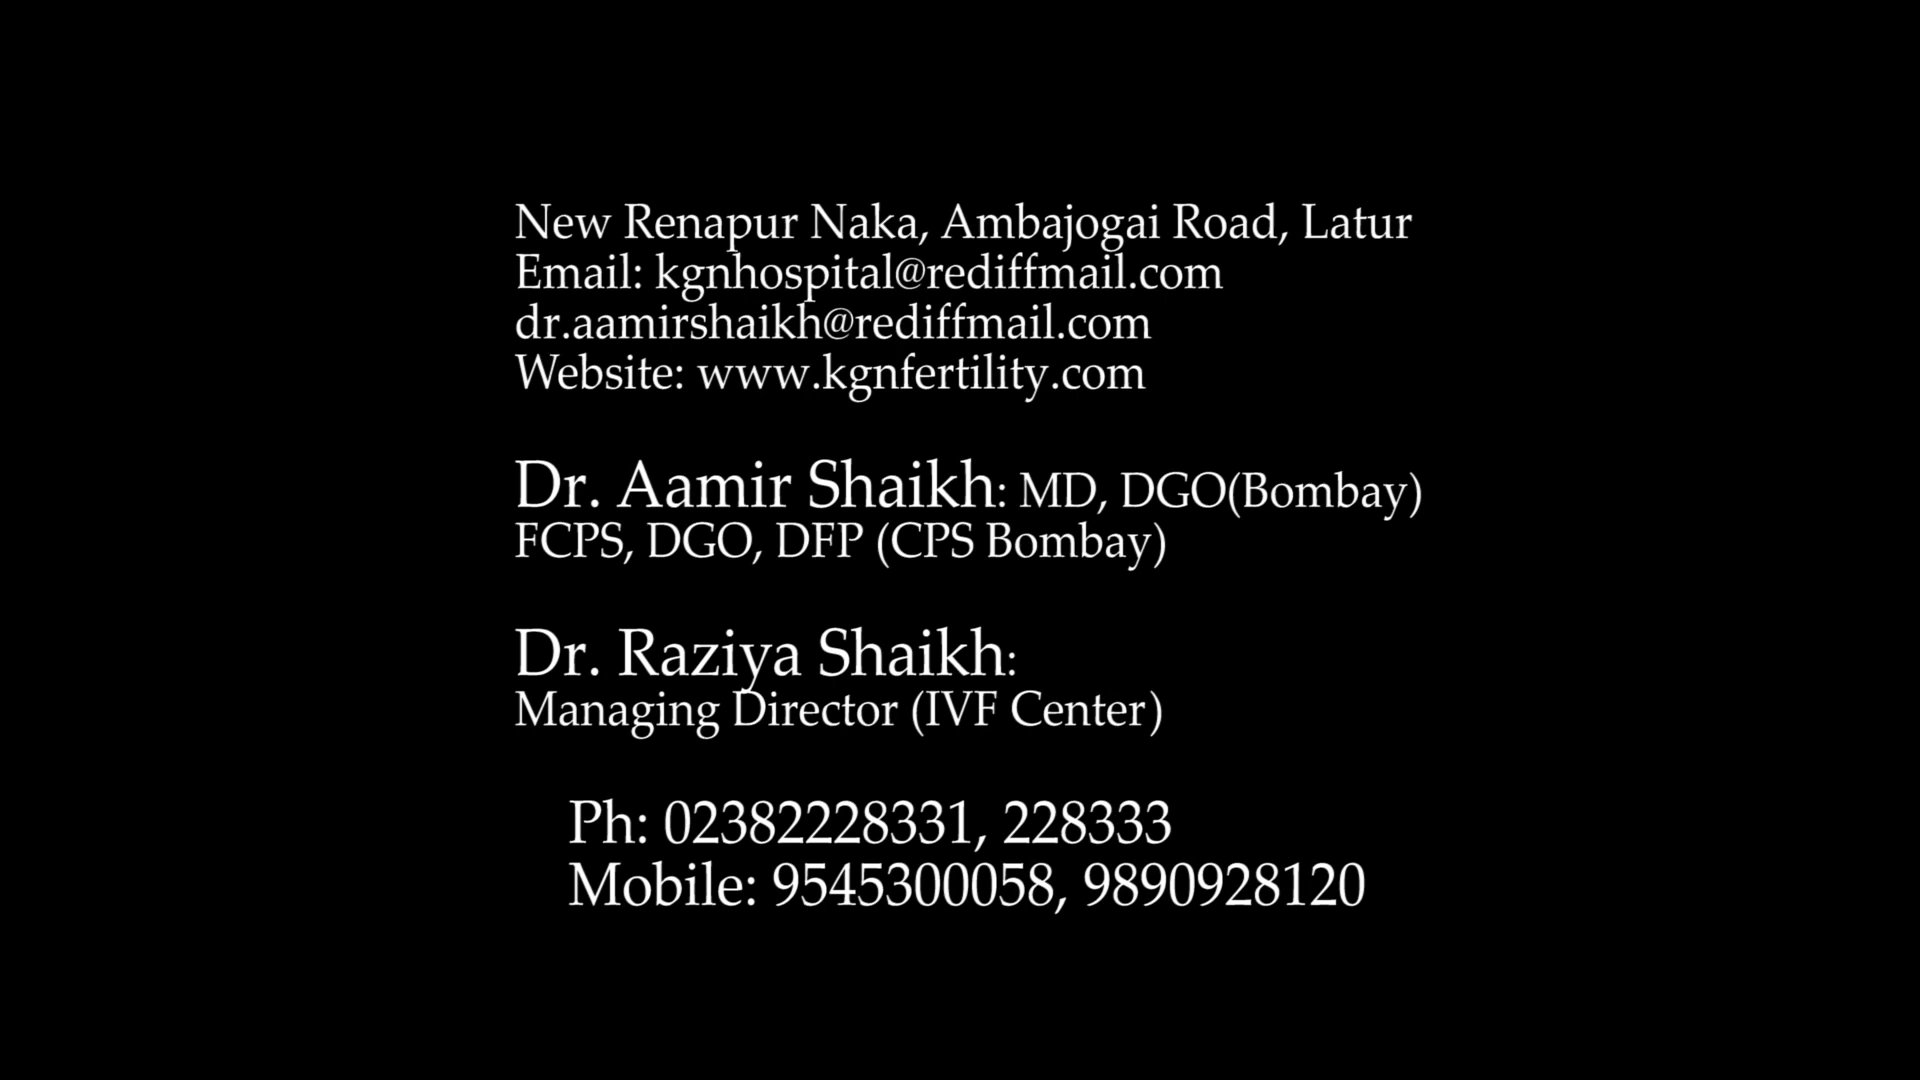 New Renapur Naka, Ambajogai Road, Latur
Email: kgnhospital@rediffmail.com
dr.aamirshaikh@rediffmail.com
Website: www.kgnfertility.com
Dr. Aamir Shaikh: MD, DGO(Bombay)
FCPS, DGO, DFP (CPS Bombay)
Dr. Raziya Shaikh:
Managing Director (IVF Center)
Ph: 02382228331, 228333
Mobile: 9545300058, 9890928120